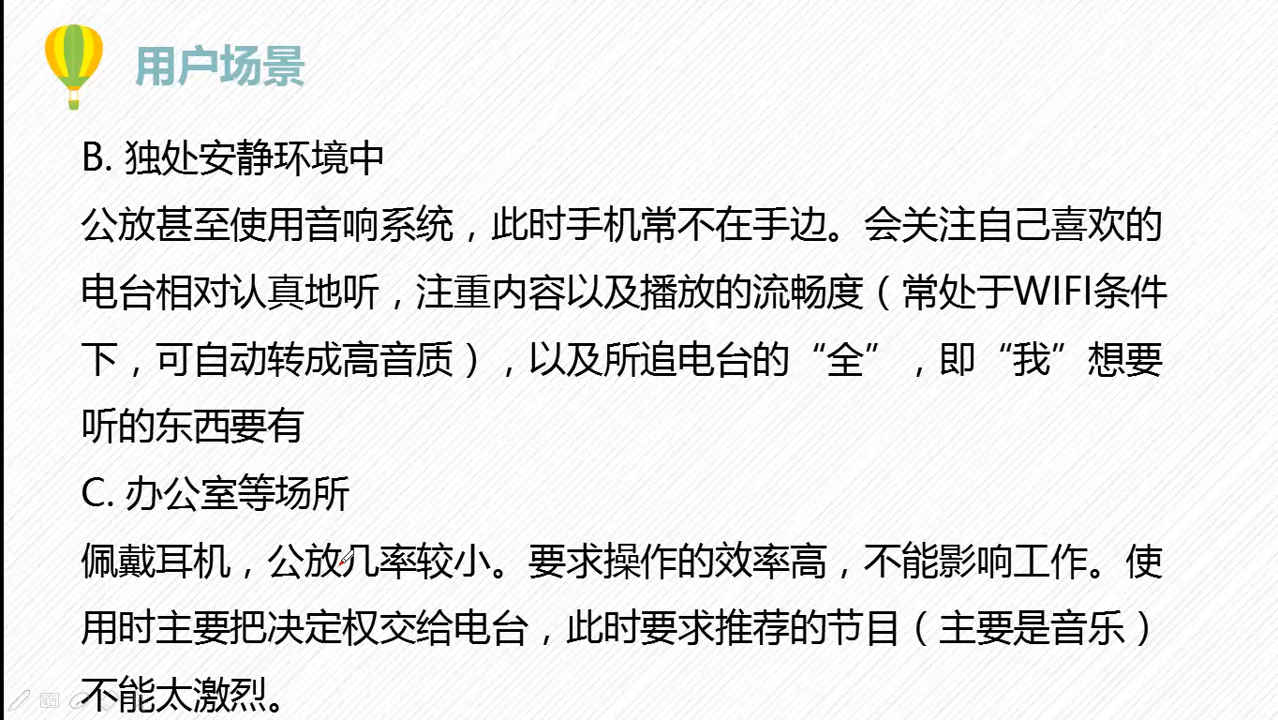 用户场景
B. 独处安静环境中
公放甚至使用音响系统，此时手机常不在手边。会关注自己喜欢的
电台相对认真地听，注重内容以及播放的流畅度（常处于WIFI条件
下，可自动转成高音质），以及所追电台的“全”，即“我”想要
听的东西要有
C. 办公室等场所
佩戴耳机，公放几率较小。要求操作的效率高，不能影响工作。使
用时主要把决定权交给电台，此时要求推荐的节目（主要是音乐）
不能太激烈。